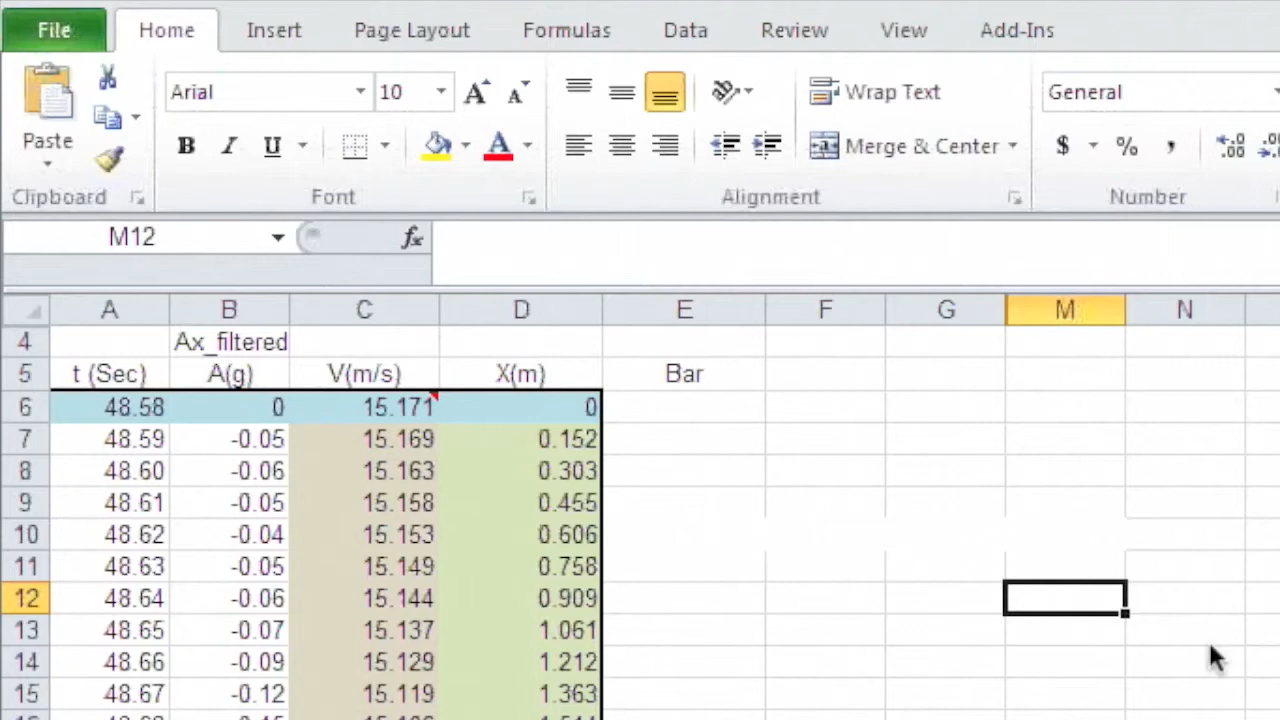 File Home Insert Page Layout Formulas Data Review View Add-Ins
Arial 10 Wrap Text General
Paste B I U A Merge & Center $ % ,
Clipboard Font Alignment Number
M12 fx
A B C D E F G M N
4 Ax_filtered
5 t (Sec) A(g) V(m/s) X(m) Bar
6 48.58 0 15.171 0
7 48.59 -0.05 15.169 0.152
8 48.60 -0.06 15.163 0.303
9 48.61 -0.05 15.158 0.455
10 48.62 -0.04 15.153 0.606
11 48.63 -0.05 15.149 0.758
12 48.64 -0.06 15.144 0.909
13 48.65 -0.07 15.137 1.061
14 48.66 -0.09 15.129 1.212
15 48.67 -0.12 15.119 1.363